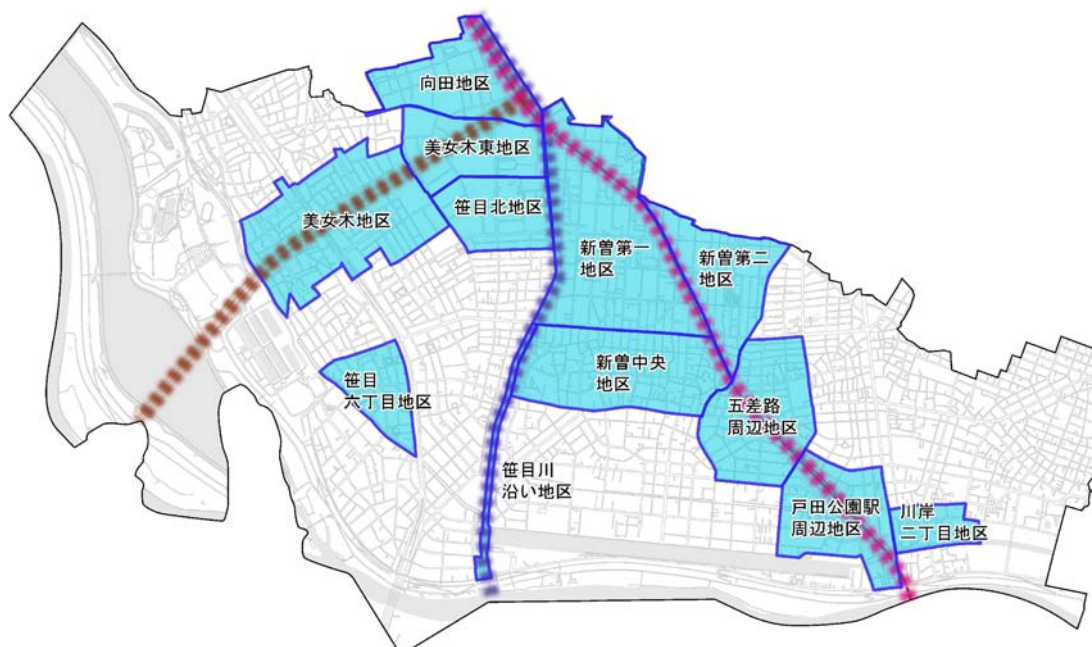 向田地区
美女木東地区
笹目北地区
美女木地区
新曽第一
地区
新曽第二
地区
新曽中央
地区
笹目
六丁目地区
五差路
周辺地区
笹目川
沿い地区
戸田公園駅
周辺地区
川岸
二丁目地区